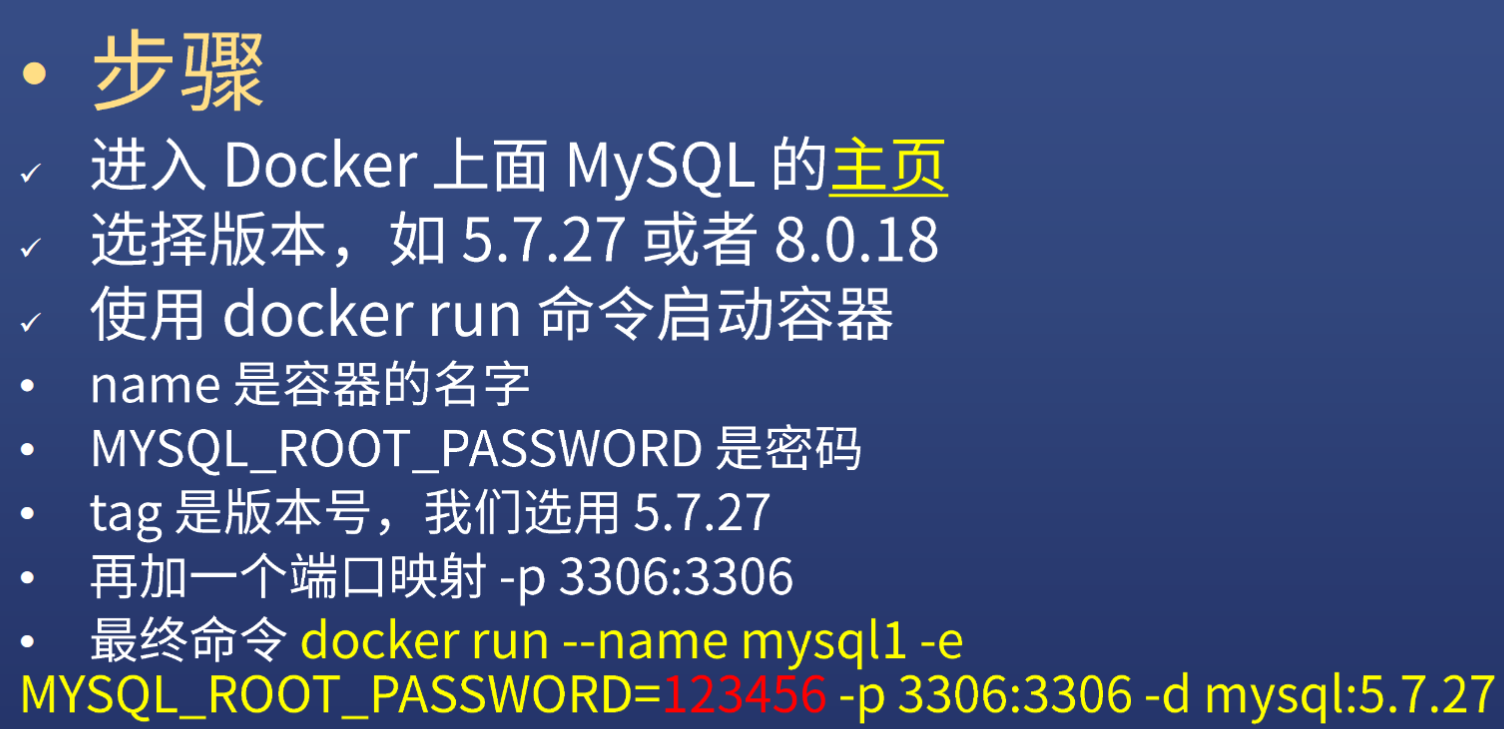 • 步骤
✓ 进入 Docker 上面 MySQL 的主页
✓ 选择版本，如 5.7.27 或者 8.0.18
✓ 使用 docker run 命令启动容器
• name 是容器的名字
• MYSQL_ROOT_PASSWORD 是密码
• tag 是版本号，我们选用 5.7.27
• 再加一个端口映射 -p 3306:3306
• 最终命令 docker run --name mysql1 -e
MYSQL_ROOT_PASSWORD=123456 -p 3306:3306 -d mysql:5.7.27